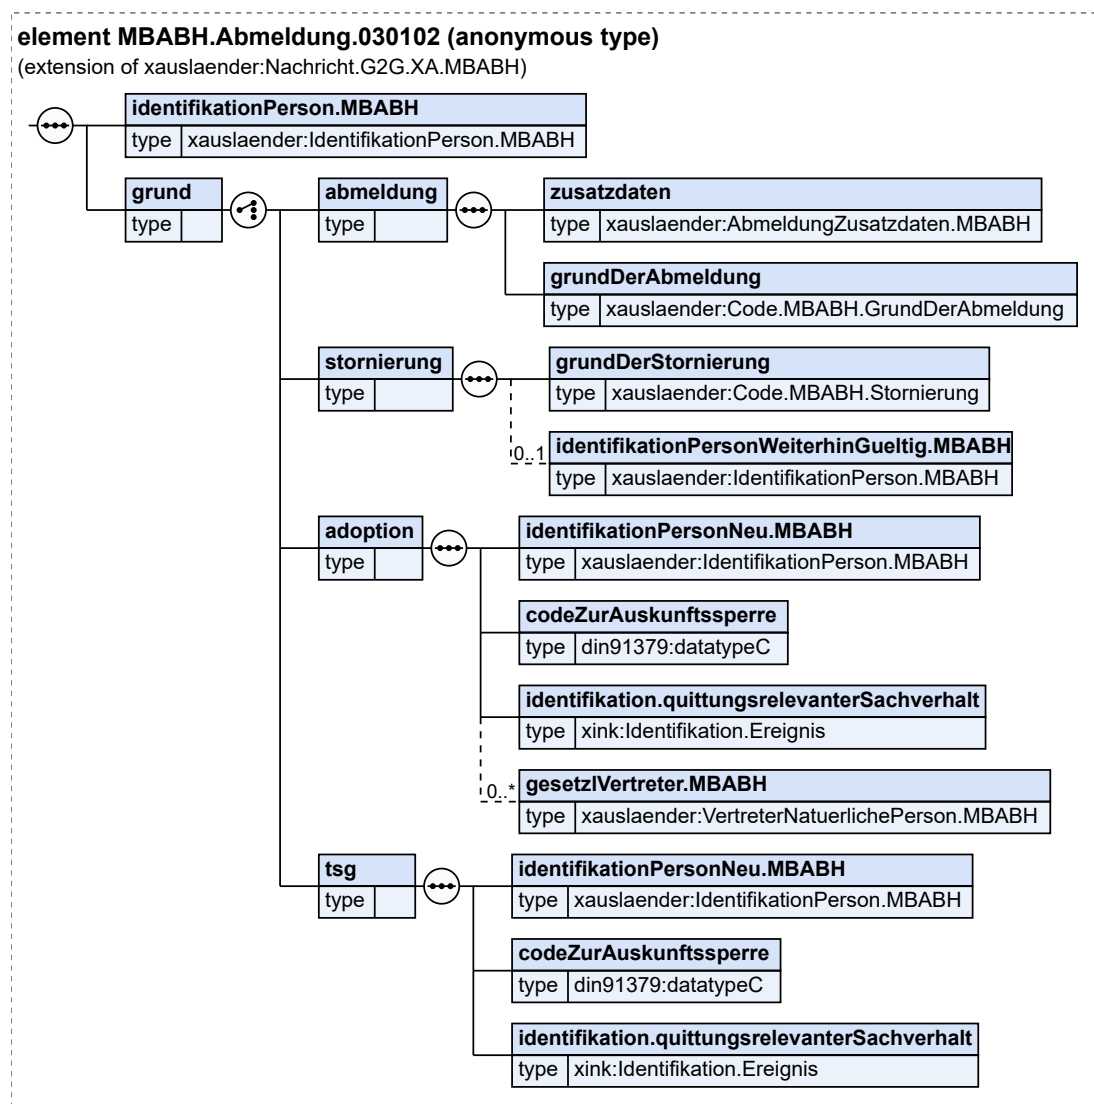 element MBABH.Abmeldung.030102 (anonymous type)
(extension of xauslaender:Nachricht.G2G.XA.MBABH)
identifikationPerson.MBABH
type xauslaender:IdentifikationPerson.MBABH
grund
type
abmeldung
type
zusatzdaten
type xauslaender:AbmeldungZusatzdaten.MBABH
grundDerAbmeldung
type xauslaender:Code.MBABH.GrundDerAbmeldung
stornierung
type
grundDerStornierung
type xauslaender:Code.MBABH.Stornierung
0..1
identifikationPersonWeiterhinGueltig.MBABH
type xauslaender:IdentifikationPerson.MBABH
adoption
type
identifikationPersonNeu.MBABH
type xauslaender:IdentifikationPerson.MBABH
codeZurAuskunftssperre
type din91379:datatypeC
identifikation.quittungsrelevanterSachverhalt
type xink:Identifikation.Ereignis
0..*
gesetzlVertreter.MBABH
type xauslaender:VertreterNatuerlichePerson.MBABH
tsg
type
identifikationPersonNeu.MBABH
type xauslaender:IdentifikationPerson.MBABH
codeZurAuskunftssperre
type din91379:datatypeC
identifikation.quittungsrelevanterSachverhalt
type xink:Identifikation.Ereignis